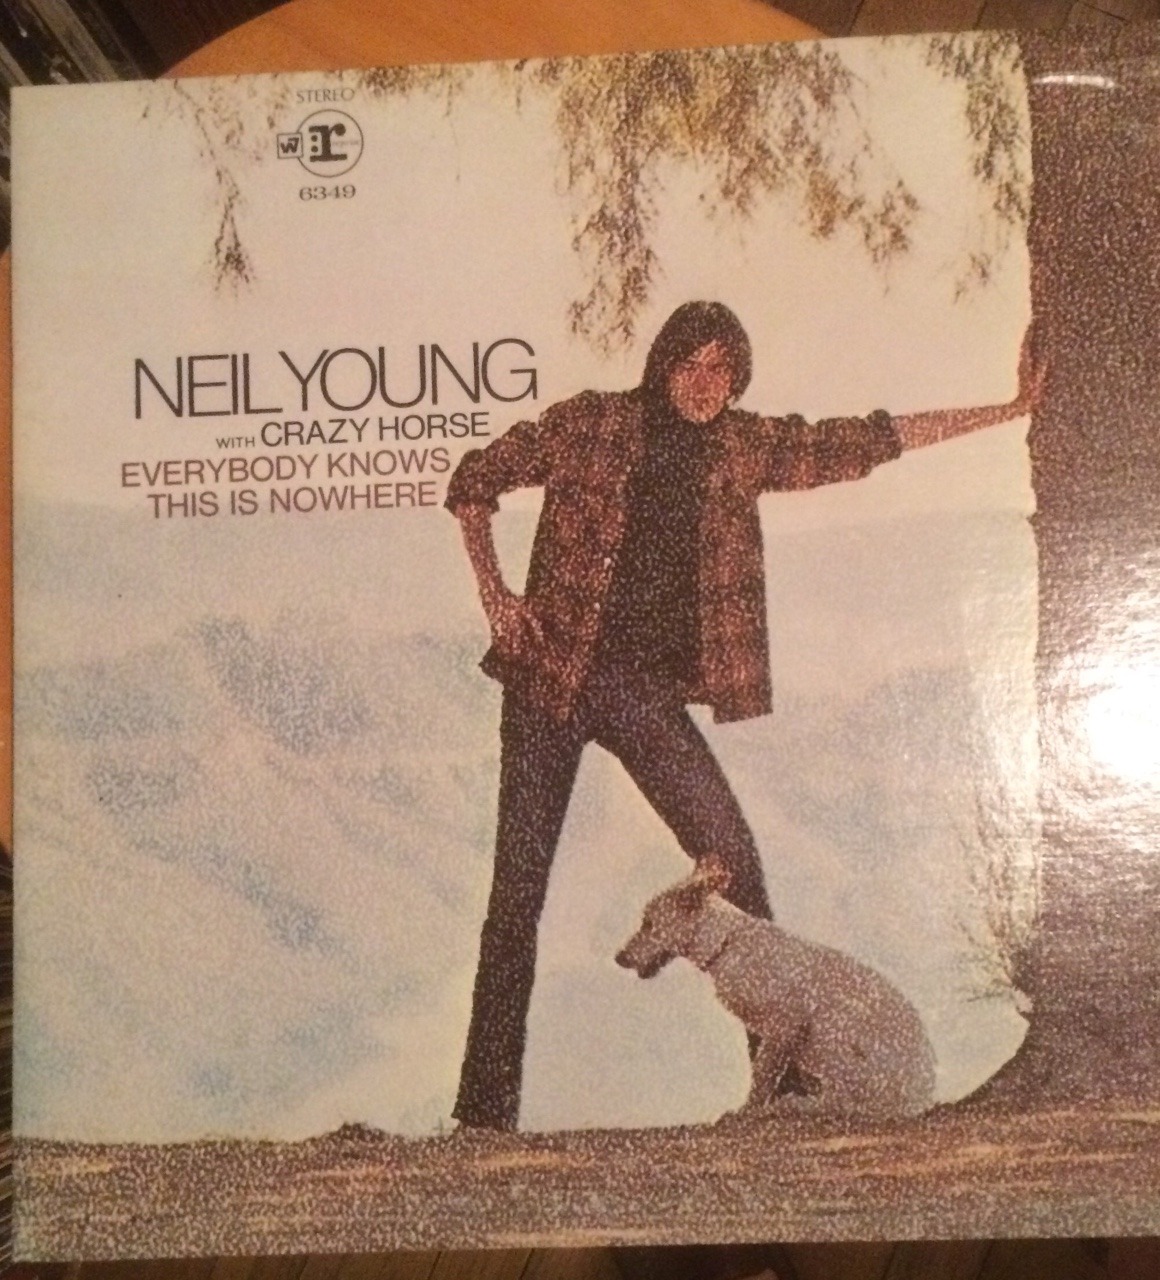 STEREO
W r
6349
NEIL YOUNG
WITH CRAZY HORSE
EVERYBODY KNOWS
THIS IS NOWHERE